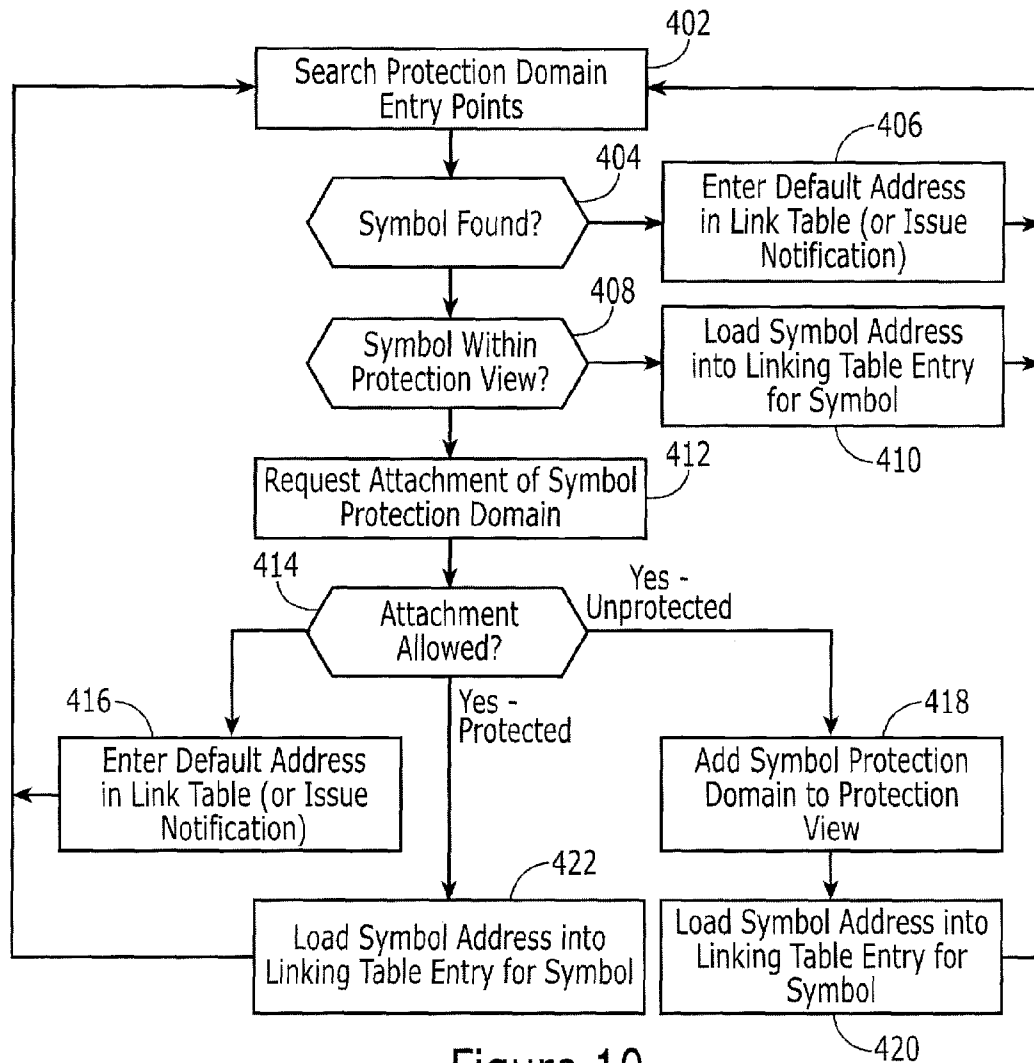 402
Search Protection Domain
Entry Points
404
Symbol Found?
406
Enter Default Address
in Link Table (or Issue
Notification)
408
Symbol Within
Protection View?
Load Symbol Address
into Linking Table Entry
for Symbol
410
412
Request Attachment of Symbol
Protection Domain
414
Attachment
Allowed?
Yes -
Unprotected
Yes -
Protected
416
Enter Default Address
in Link Table (or Issue
Notification)
418
Add Symbol Protection
Domain to Protection
View
422
Load Symbol Address into
Linking Table Entry for Symbol
Load Symbol Address into
Linking Table Entry for
Symbol
420
Figure 10